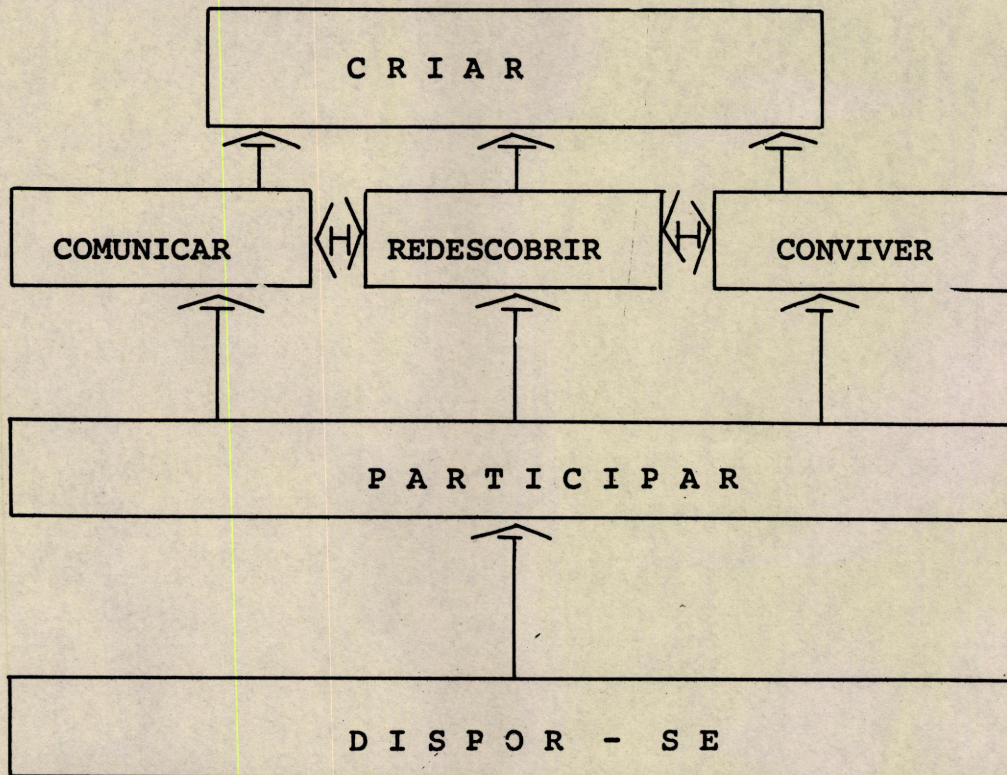 C R I A R
COMUNICAR REDESCOBRIR CONVIVER
P A R T I C I P A R
D I S P O R - S E